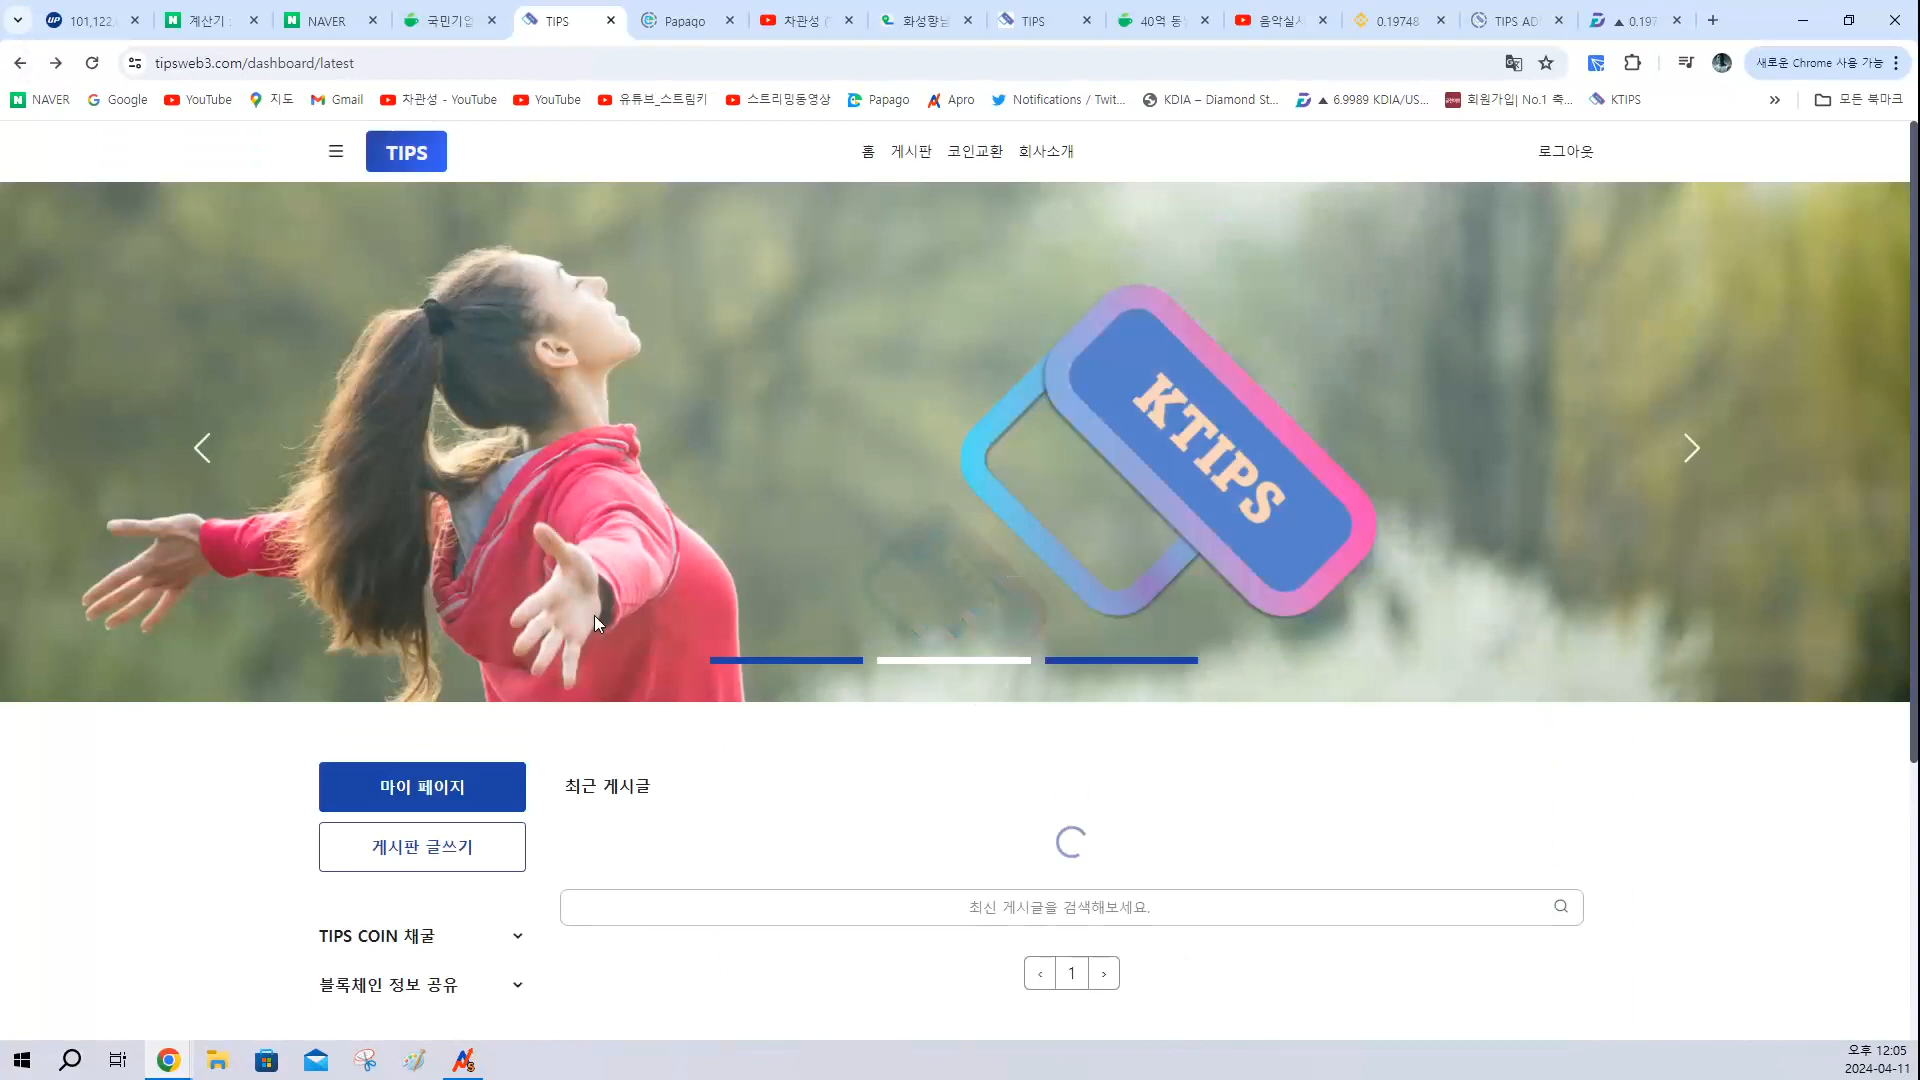 101,122,
계산기 :
NAVER
국민기업
TIPS
Papago
차관성 (
화성향남
TIPS
40억 동
음악실시
0.19748
TIPS AD
▲ 0.197
tipsweb3.com/dashboard/latest
새로운 Chrome 사용 가능
NAVER
Google
YouTube
지도
Gmail
차관성 - YouTube
YouTube
유튜브_스트림키
스트리밍동영상
Papago
Apro
Notifications / Twit...
KDIA – Diamond St...
▲ 6.9989 KDIA/US...
회원가입| No.1 축...
KTIPS
»
모든 북마크
TIPS
홈
게시판
코인교환
회사소개
로그아웃
KTIPS
마이 페이지
최근 게시글
게시판 글쓰기
최신 게시글을 검색해보세요.
TIPS COIN 채굴
‹ 1 ›
블록체인 정보 공유
오후 12:05
2024-04-11